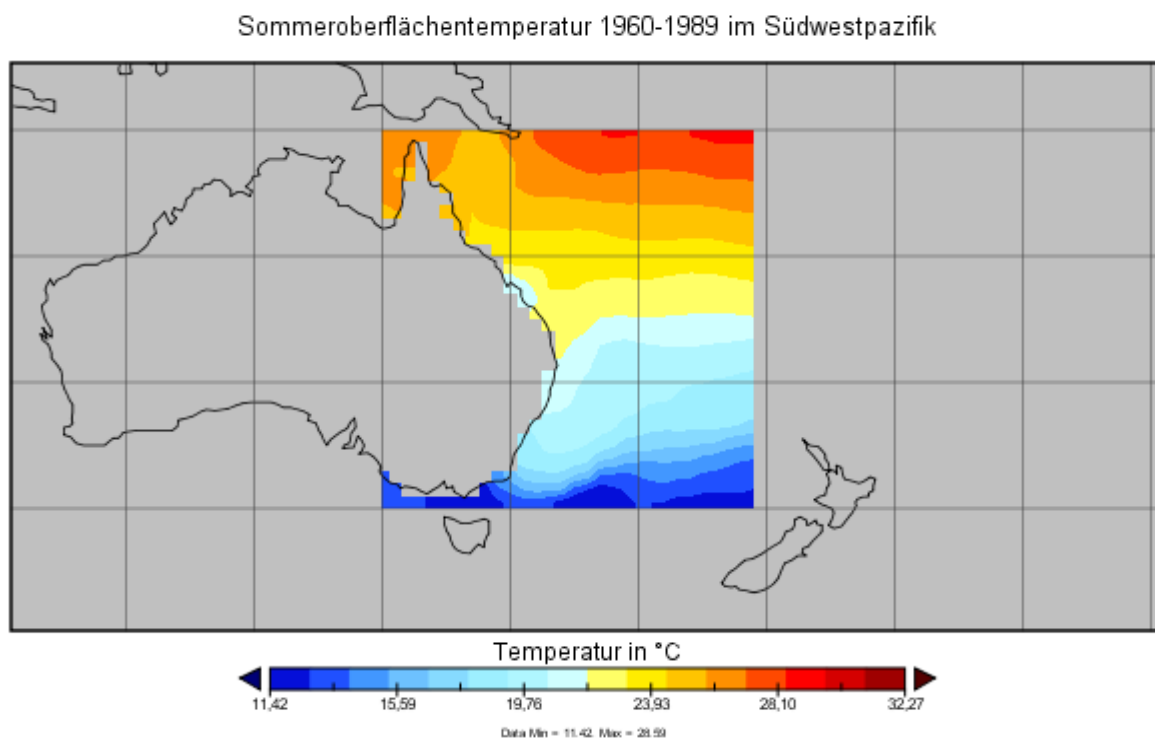 Sommeroberflächentemperatur 1960-1989 im Südwestpazifik
Temperatur in °C
11,42 15,59 19,76 23,93 28,10 32,27
Data Min = 11.42, Max = 28.59